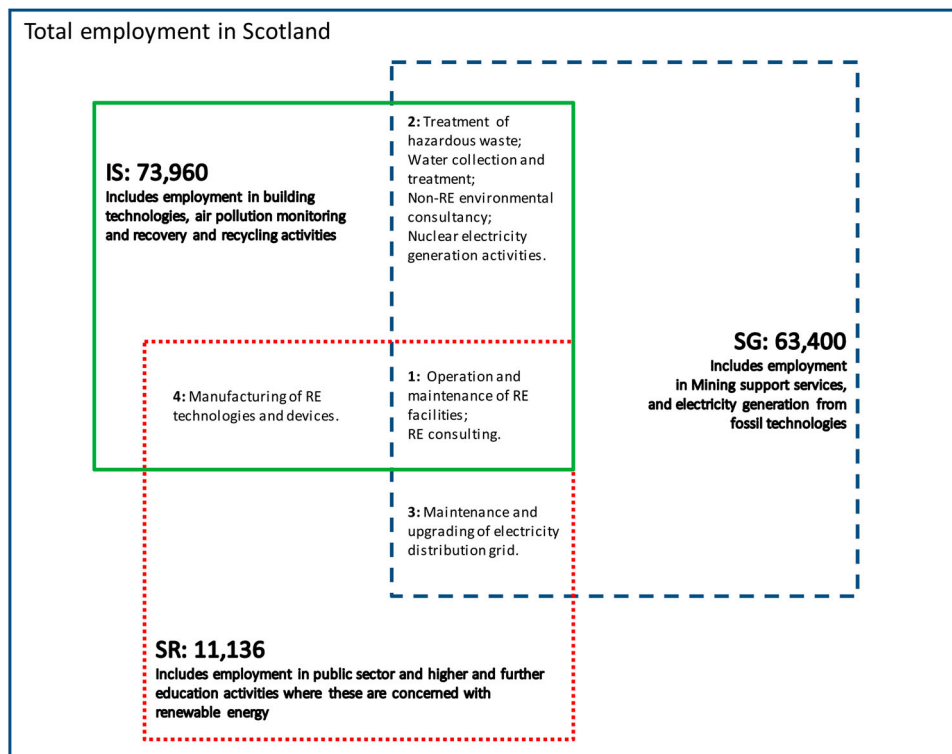 Total employment in Scotland
IS: 73,960
Includes employment in building
technologies, air pollution monitoring
and recovery and recycling activities
2: Treatment of
hazardous waste;
Water collection and
treatment;
Non-RE environmental
consultancy;
Nuclear electricity
generation activities.
SG: 63,400
Includes employment
in Mining support services,
and electricity generation from
fossil technologies
4: Manufacturing of RE
technologies and devices.
1: Operation and
maintenance of RE
facilities;
RE consulting.
3: Maintenance and
upgrading of electricity
distribution grid.
SR: 11,136
Includes employment in public sector and higher and further
education activities where these are concerned with
renewable energy